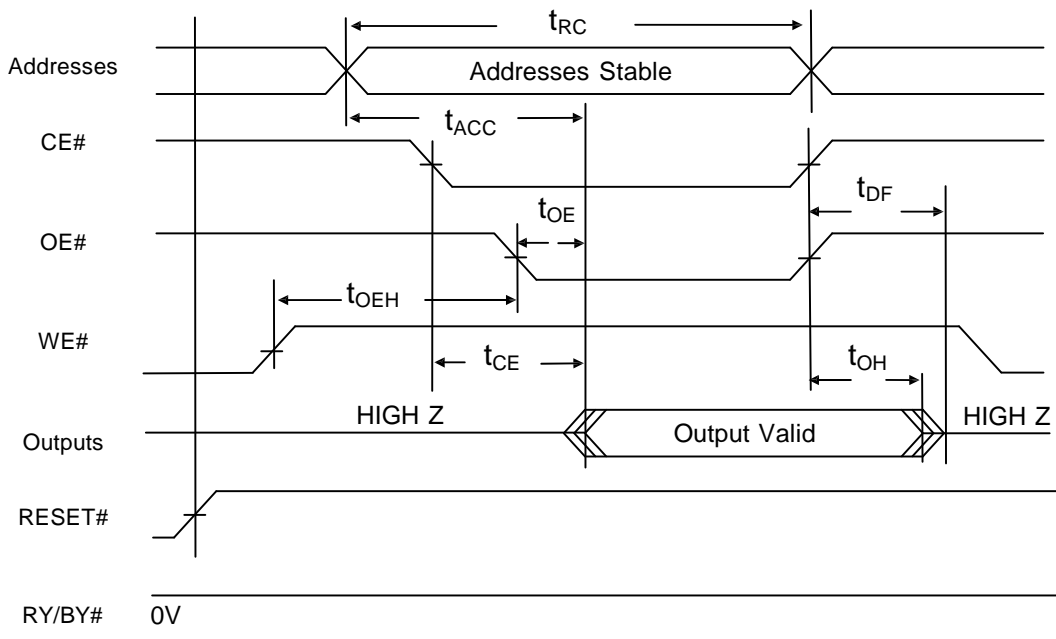 tRC
Addresses
Addresses Stable
tACC
CE#
tDF
tOE
OE#
tOEH
WE#
tCE
tOH
HIGH Z
Output Valid
HIGH Z
Outputs
RESET#
RY/BY#
0V